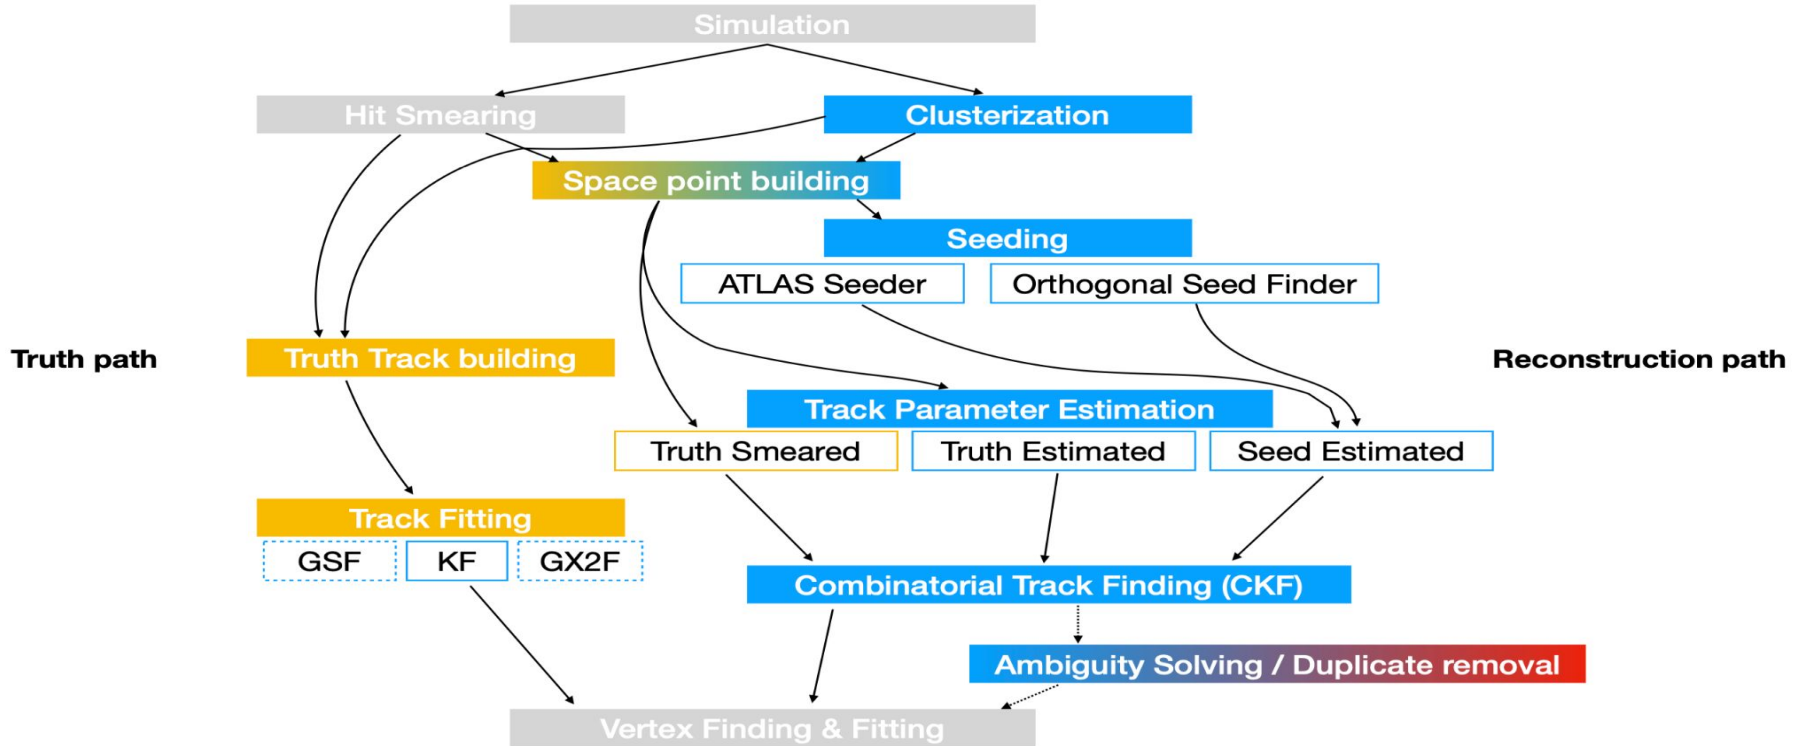 Simulation
Hit Smearing
Clusterization
Space point building
Seeding
ATLAS Seeder
Orthogonal Seed Finder
Truth path
Truth Track building
Reconstruction path
Track Parameter Estimation
Truth Smeared
Truth Estimated
Seed Estimated
Track Fitting
GSF
KF
GX2F
Combinatorial Track Finding (CKF)
Ambiguity Solving / Duplicate removal
Vertex Finding & Fitting